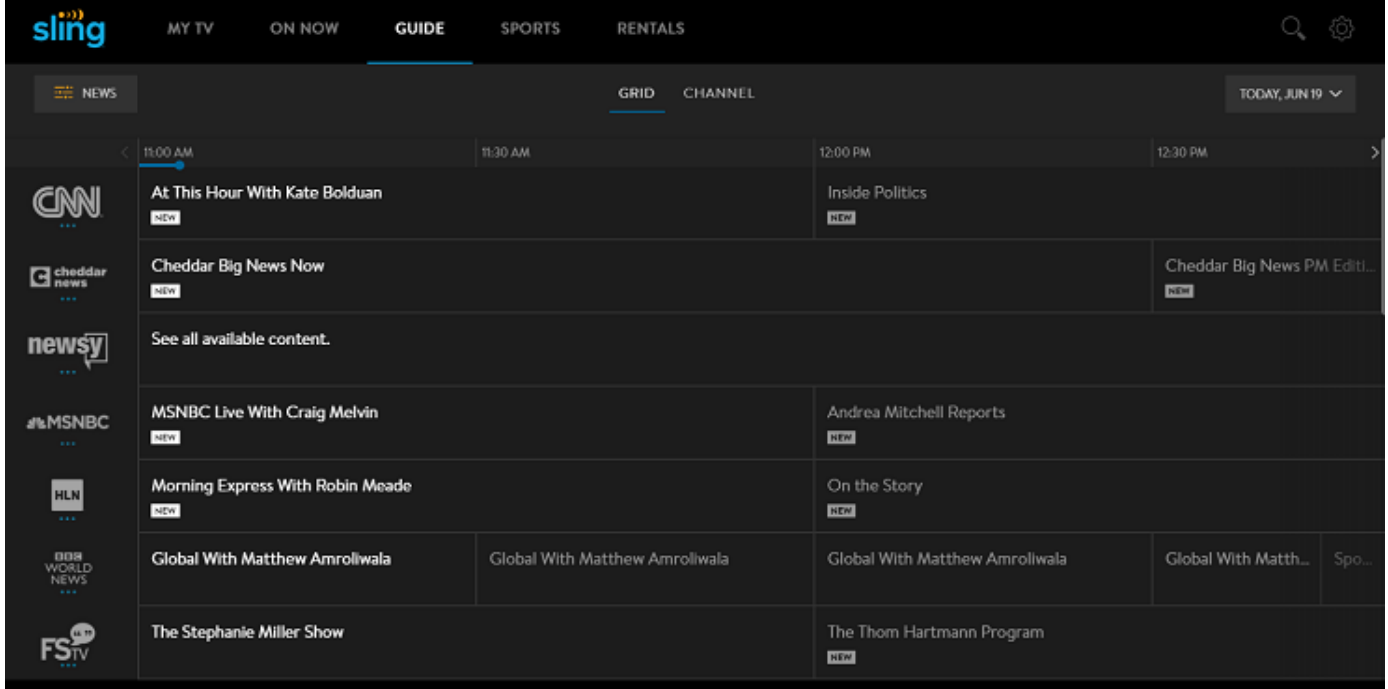 sling MY TV ON NOW GUIDE SPORTS RENTALS
NEWS GRID CHANNEL TODAY, JUN 19
11:00 AM 11:30 AM 12:00 PM 12:30 PM
CNN At This Hour With Kate Bolduan Inside Politics
NEW NEW
cheddar news Cheddar Big News Now Cheddar Big News PM Editi...
NEW NEW
newsy See all available content.
MSNBC MSNBC Live With Craig Melvin Andrea Mitchell Reports
NEW NEW
HLN Morning Express With Robin Meade On the Story
NEW NEW
BBC WORLD NEWS Global With Matthew Amroliwala Global With Matthew Amroliwala Global With Matthew Amroliwala Global With Matth... Spo...
FSTV The Stephanie Miller Show The Thom Hartmann Program
NEW